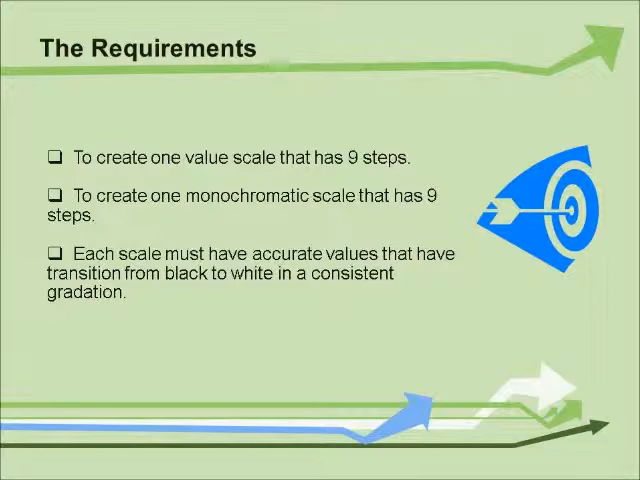 The Requirements
❑ To create one value scale that has 9 steps.
❑ To create one monochromatic scale that has 9
steps.
❑ Each scale must have accurate values that have
transition from black to white in a consistent
gradation.